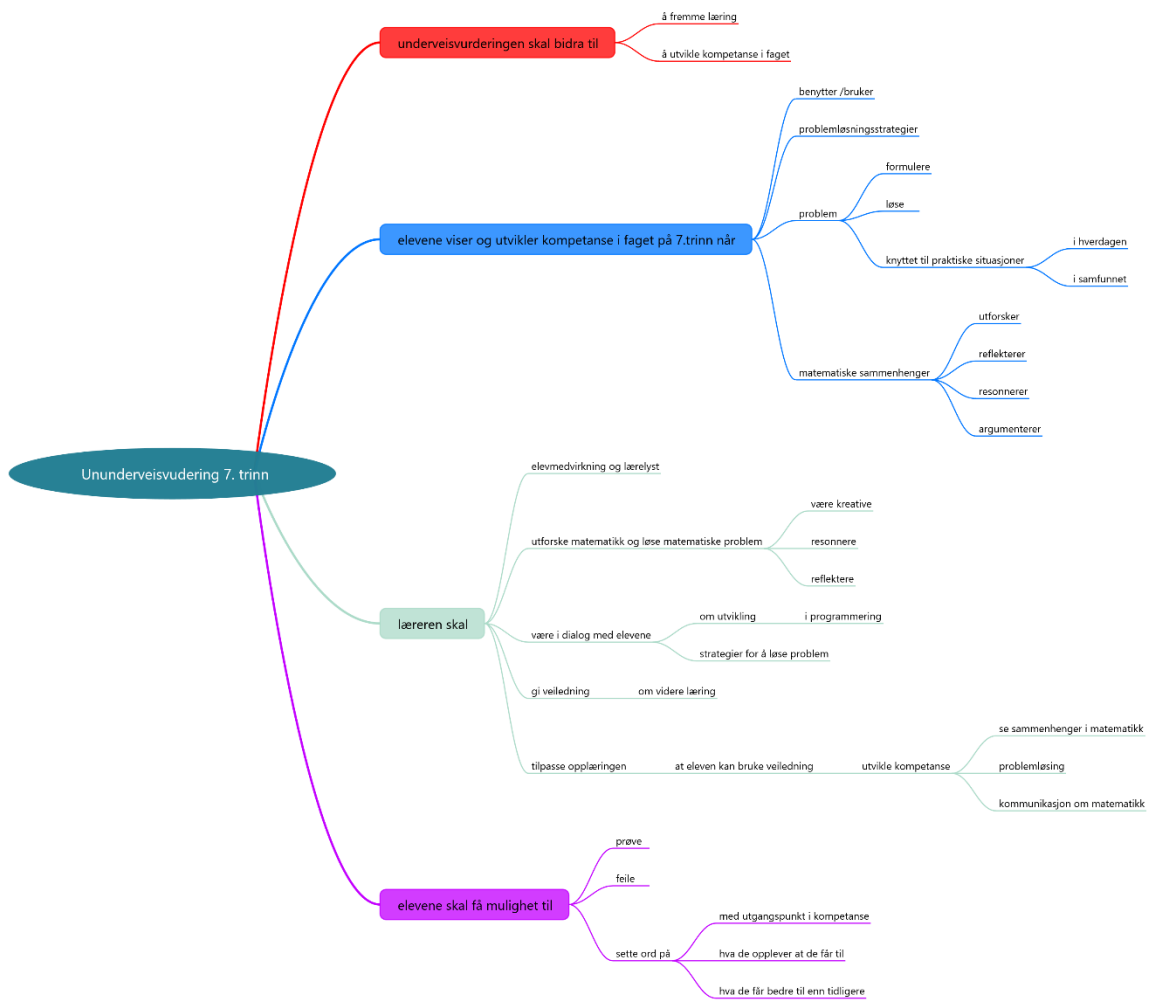 Ununderveisvudering 7. trinn
underveisvurderingen skal bidra til
å fremme læring
å utvikle kompetanse i faget
elevene viser og utvikler kompetanse i faget på 7.trinn når
benytter /bruker
problemløsningsstrategier
problem
formulere
løse
knyttet til praktiske situasjoner
i hverdagen
i samfunnet
matematiske sammenhenger
utforsker
reflekterer
resonnerer
argumenterer
læreren skal
elevmedvirkning og lærelyst
utforske matematikk og løse matematiske problem
være kreative
resonnere
reflektere
være i dialog med elevene
om utvikling
i programmering
strategier for å løse problem
gi veiledning
om videre læring
tilpasse opplæringen
at eleven kan bruke veiledning
utvikle kompetanse
se sammenhenger i matematikk
problemløsing
kommunikasjon om matematikk
elevene skal få mulighet til
prøve
feile
sette ord på
med utgangspunkt i kompetanse
hva de opplever at de får til
hva de får bedre til enn tidligere